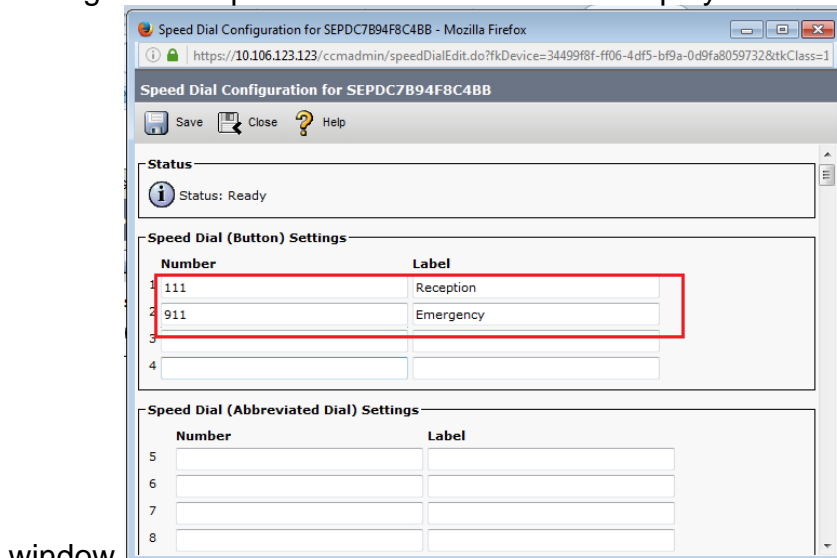 Speed Dial Configuration for SEPDC7B94F8C4BB - Mozilla Firefox
https://10.106.123.123/ccmadmin/speedDialEdit.do?fkDevice=34499f8f-ff06-4df5-bf9a-0d9fa8059732&tkClass=1
Speed Dial Configuration for SEPDC7B94F8C4BB
Save Close Help
Status
Status: Ready
Speed Dial (Button) Settings
Number Label
1 111 Reception
2 911 Emergency
3
4
Speed Dial (Abbreviated Dial) Settings
Number Label
5
6
7
8
window